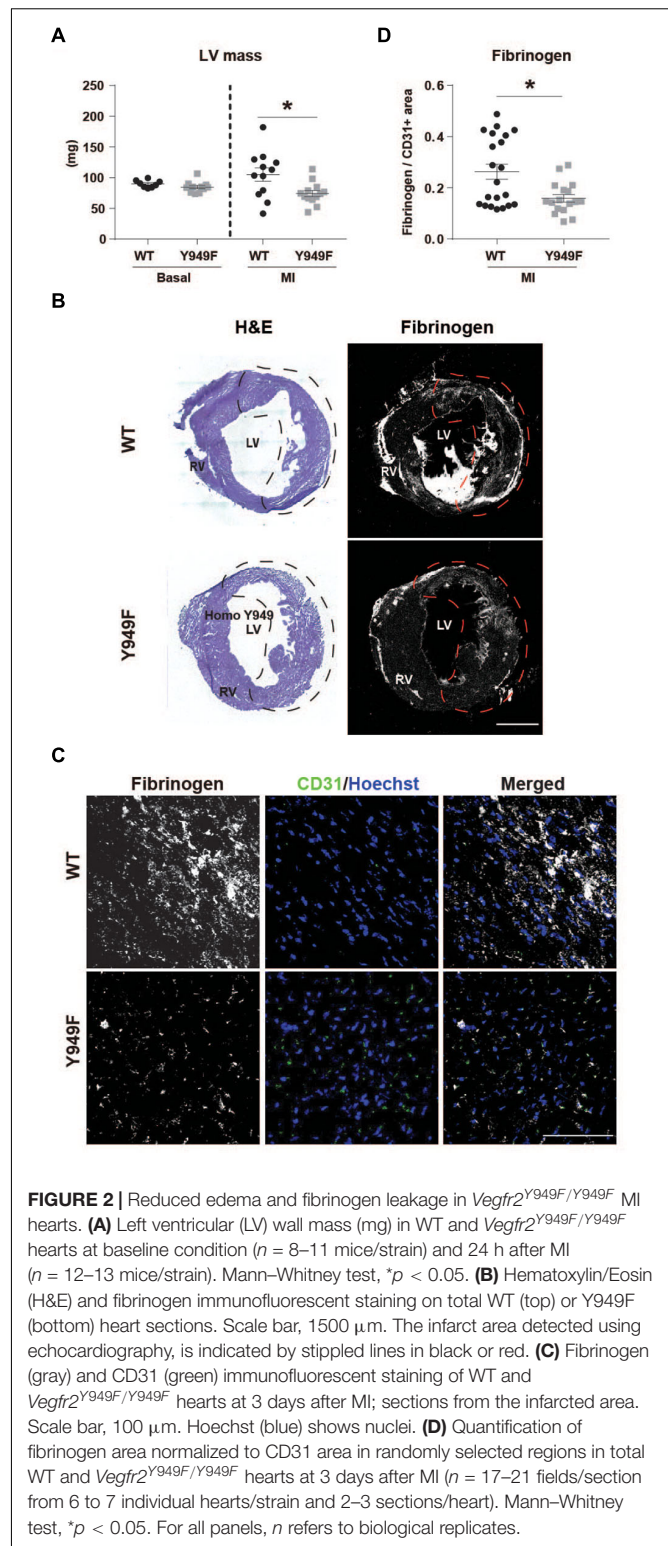 A
LV mass
250
200
150
100
50
0
(mg)
*
WT Y949F WT Y949F
Basal MI
D
Fibrinogen
0.6
0.4
0.2
0.0
Fibrinogen / CD31+ area
*
WT Y949F
MI
B
H&E Fibrinogen
WT
LV
RV
LV
RV
Y949F
Homo Y949
LV
RV
LV
RV
C
Fibrinogen CD31/Hoechst Merged
WT
Y949F
FIGURE 2 | Reduced edema and fibrinogen leakage in Vegfr2Y949F/Y949F MI
hearts. (A) Left ventricular (LV) wall mass (mg) in WT and Vegfr2Y949F/Y949F
hearts at baseline condition (n = 8–11 mice/strain) and 24 h after MI
(n = 12–13 mice/strain). Mann–Whitney test, *p < 0.05. (B) Hematoxylin/Eosin
(H&E) and fibrinogen immunofluorescent staining on total WT (top) or Y949F
(bottom) heart sections. Scale bar, 1500 μm. The infarct area detected using
echocardiography, is indicated by stippled lines in black or red. (C) Fibrinogen
(gray) and CD31 (green) immunofluorescent staining of WT and
Vegfr2Y949F/Y949F hearts at 3 days after MI; sections from the infarcted area.
Scale bar, 100 μm. Hoechst (blue) shows nuclei. (D) Quantification of
fibrinogen area normalized to CD31 area in randomly selected regions in total
WT and Vegfr2Y949F/Y949F hearts at 3 days after MI (n = 17–21 fields/section
from 6 to 7 individual hearts/strain and 2–3 sections/heart). Mann–Whitney
test, *p < 0.05. For all panels, n refers to biological replicates.